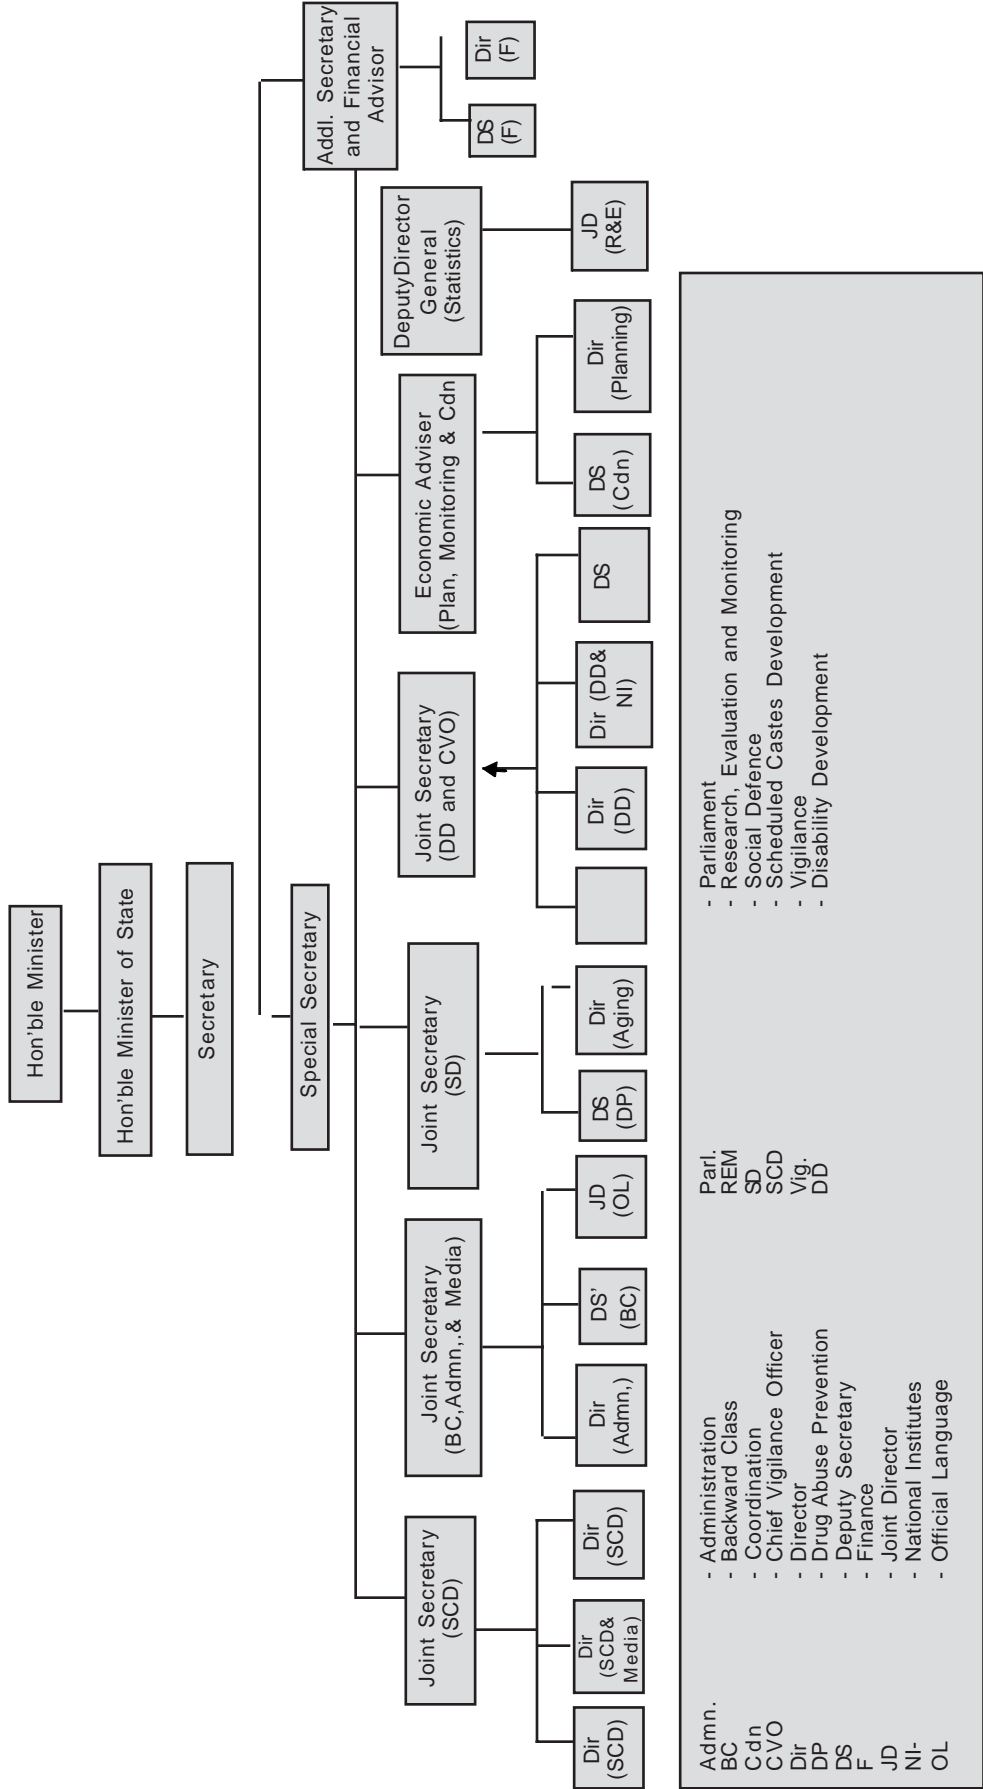 Hon'ble Minister
Hon'ble Minister of State
Secretary
Special Secretary
Addl. Secretary
and Financial
Advisor
DS
(F)
Dir
(F)
Joint Secretary
(SCD)
Joint Secretary
(BC,Admn,.& Media)
Joint Secretary
(SD)
Joint Secretary
(DD and CVO)
Economic Adviser
(Plan, Monitoring & Cdn
DeputyDirector
General
(Statistics)
Dir
(SCD)
Dir
(SCD&
Media)
Dir
(SCD)
Dir
(Admn,)
DS'
(BC)
JD
(OL)
DS
(DP)
Dir
(Aging)
Dir
(DD)
Dir (DD&
NI)
DS
DS
(Cdn)
Dir
(Planning)
JD
(R&E)
Admn. - Administration
BC - Backward Class
Cdn - Coordination
CVO - Chief Vigilance Officer
Dir - Director
DP - Drug Abuse Prevention
DS - Deputy Secretary
F - Finance
JD - Joint Director
NI- - National Institutes
OL - Official Language
Parl. - Parliament
REM - Research, Evaluation and Monitoring
SD - Social Defence
SCD - Scheduled Castes Development
Vig. - Vigilance
DD - Disability Development